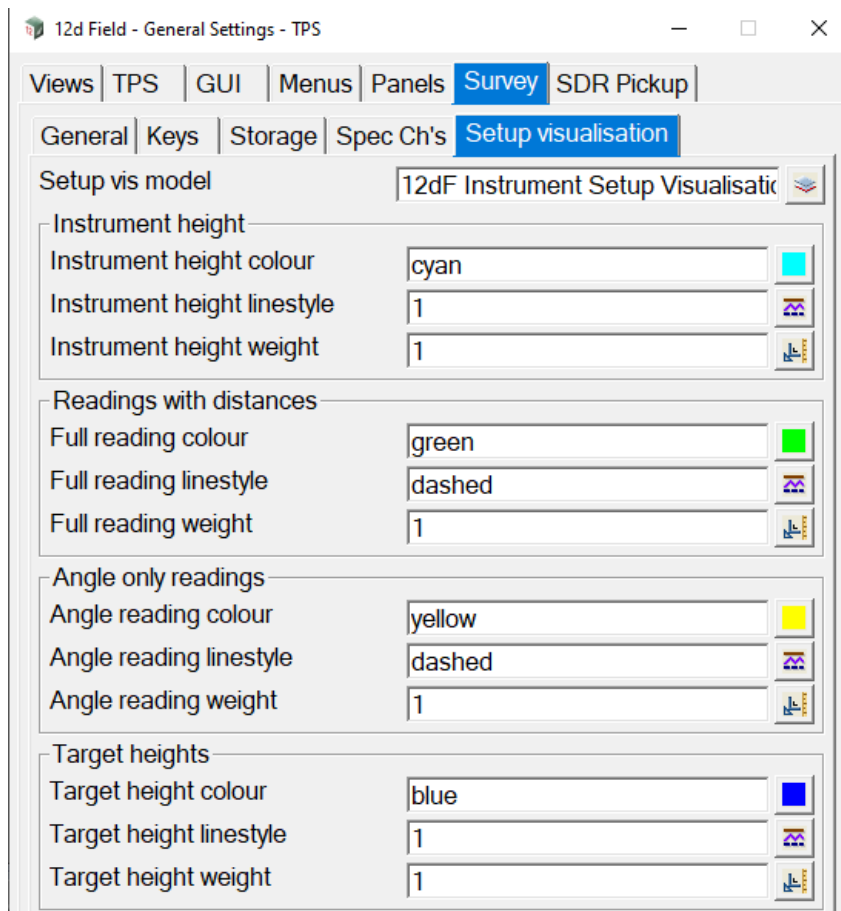 12d Field - General Settings - TPS
Views TPS GUI Menus Panels Survey SDR Pickup
General Keys Storage Spec Ch's Setup visualisation
Setup vis model 12dF Instrument Setup Visualisatic
Instrument height
Instrument height colour cyan
Instrument height linestyle 1
Instrument height weight 1
Readings with distances
Full reading colour green
Full reading linestyle dashed
Full reading weight 1
Angle only readings
Angle reading colour yellow
Angle reading linestyle dashed
Angle reading weight 1
Target heights
Target height colour blue
Target height linestyle 1
Target height weight 1